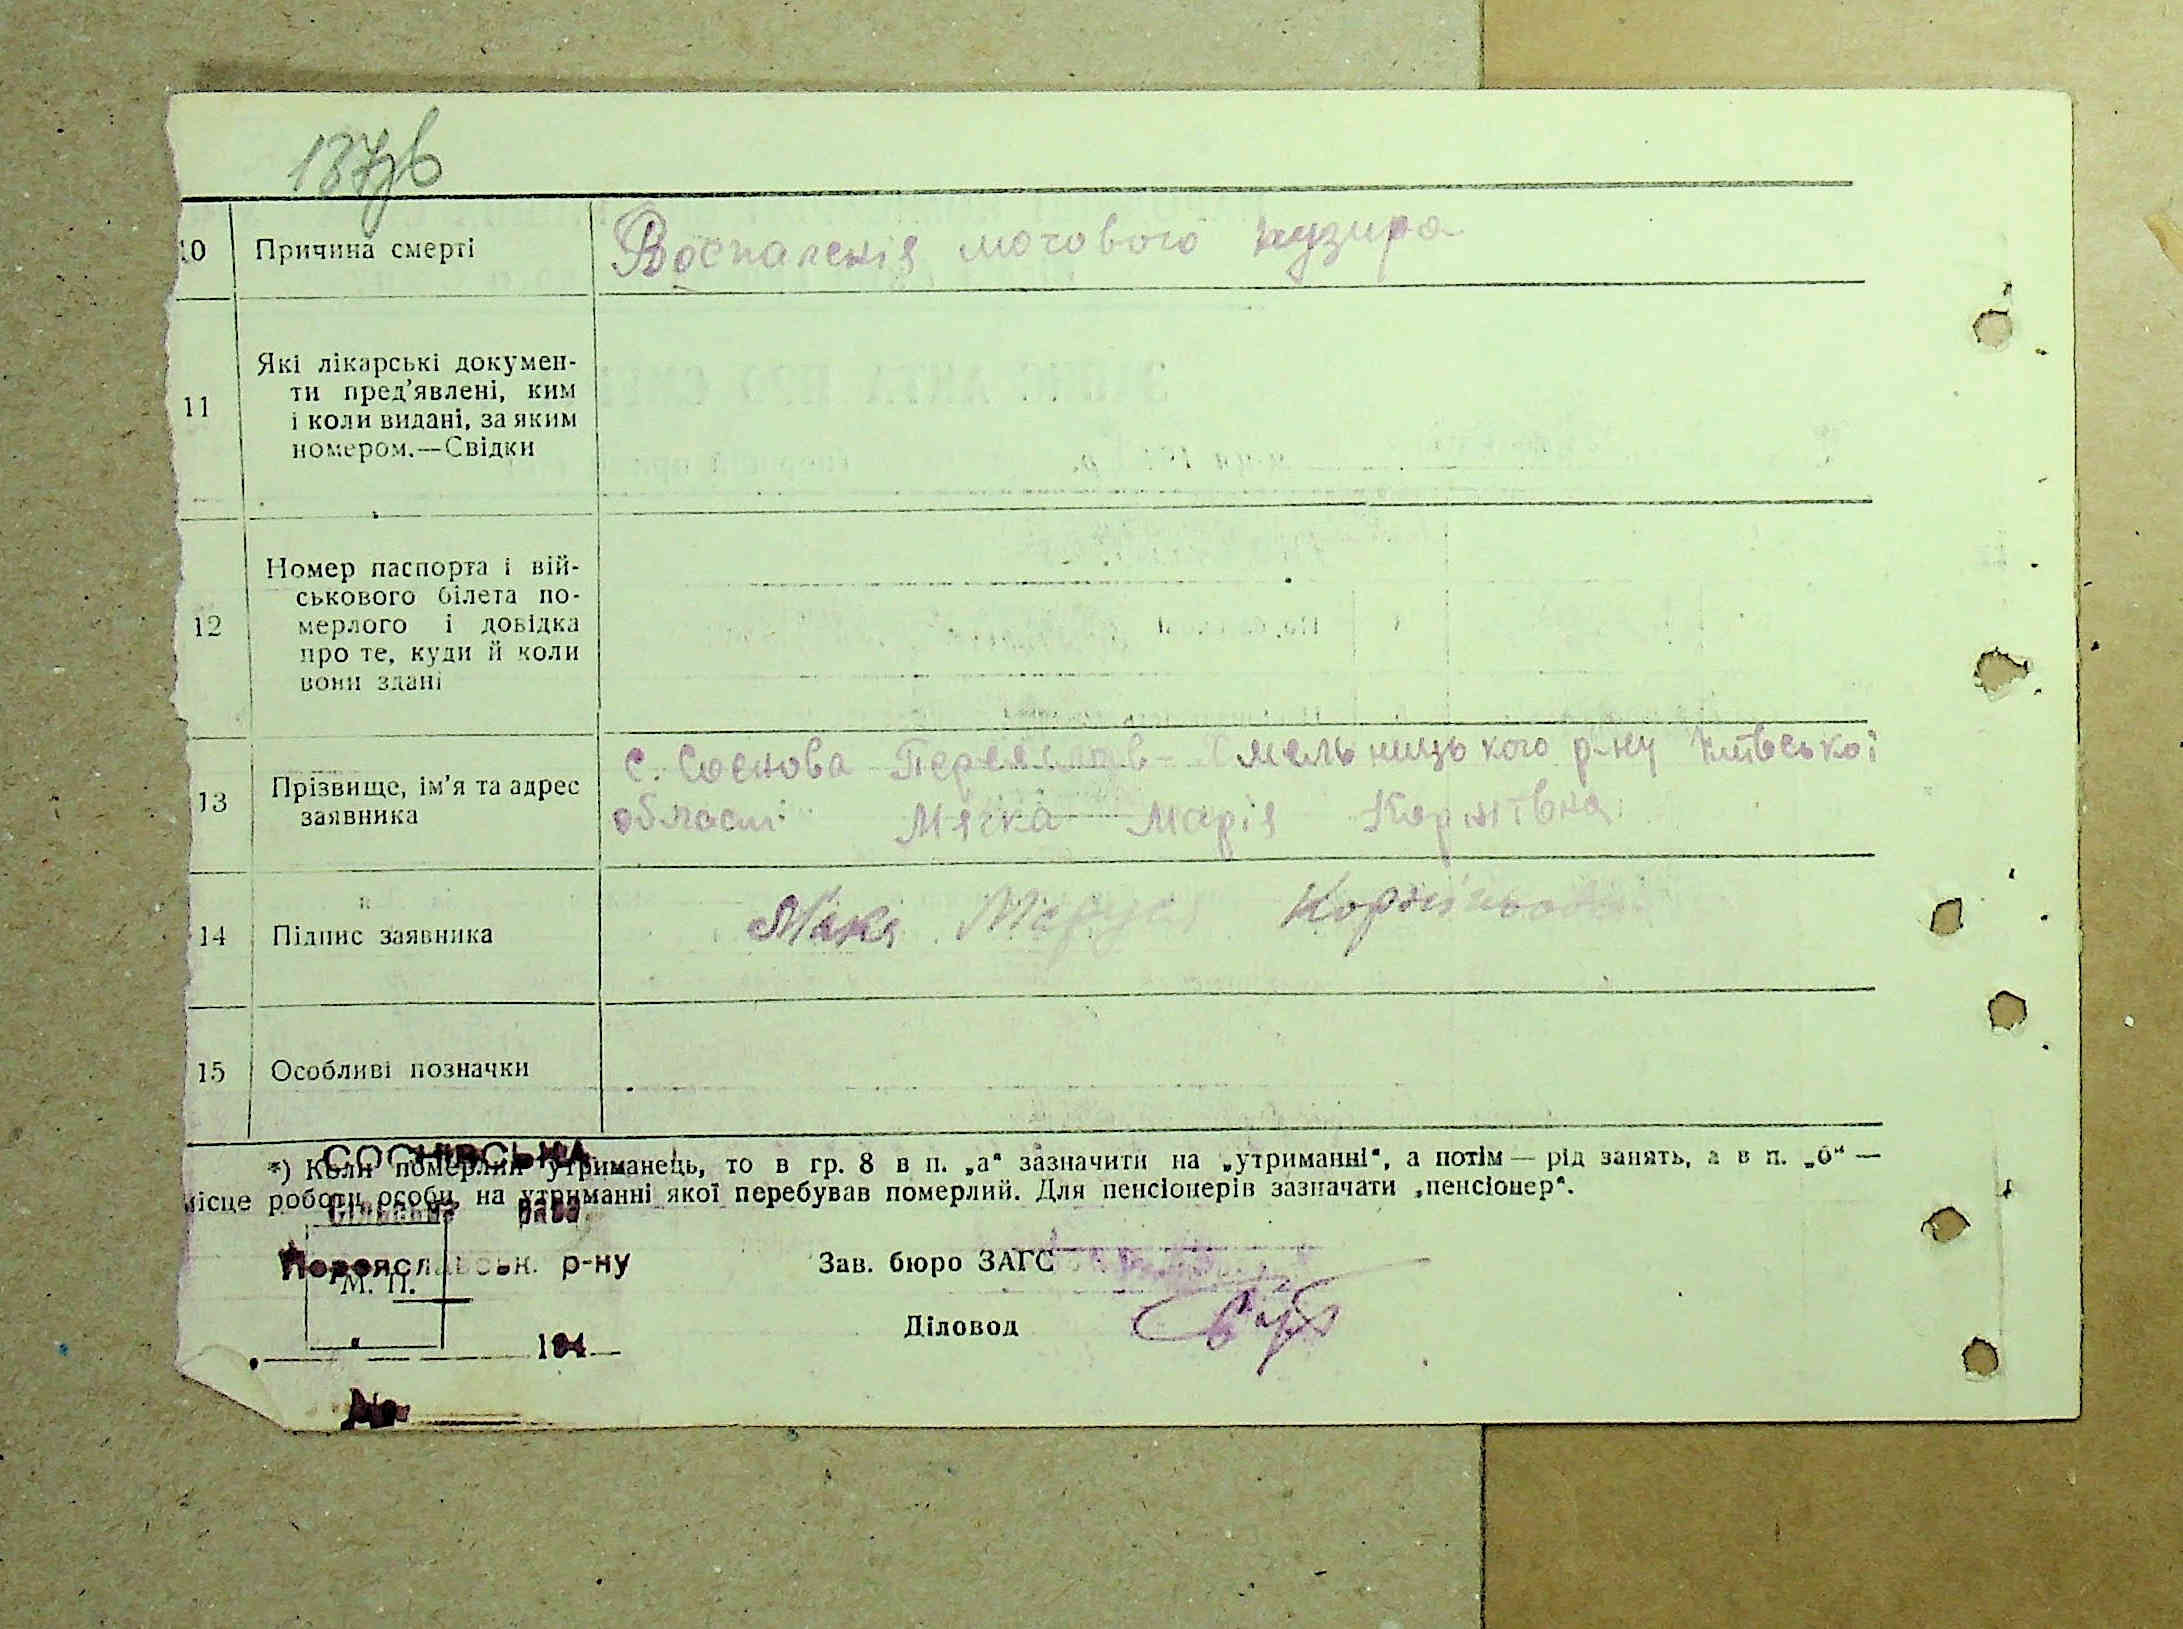 137зв
10 Причина смерті Воспаленія мочового пузира
11 Які лікарські докумен-
ти пред'явлені, ким
і коли видані, за яким
номером.—Свідки
12 Номер паспорта і вій-
ськового білета по-
мерлого і довідка
про те, куди й коли
вони здані
с. Соснова Переяслав-Хмельницького р-ну Київської
13 Прізвище, ім'я та адрес
заявника
області Мячка Марія
14 Підпис заявника
15 Особливі позначки
СОСНІВСЬКА
*) Коли померлий утриманець, то в гр. 8 в п. „а" зазначити на „утриманні", а потім — рід занять, а в п. „б" —
місце роботи особи, на утриманні якої перебував померлий. Для пенсіонерів зазначати „пенсіонер".
рада
Переяславськ. р-ну
М. П.
Зав. бюро ЗАГС
Діловод
194
№